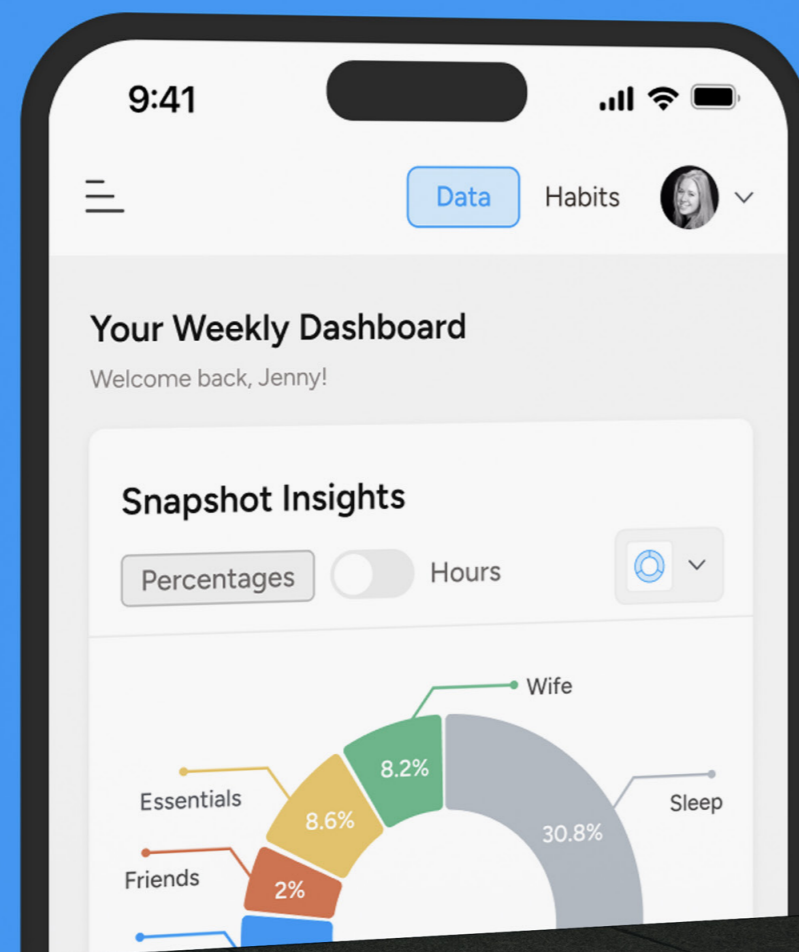 9:41
Data Habits
Your Weekly Dashboard
Welcome back, Jenny!
Snapshot Insights
Percentages Hours
Wife
8.2%
Essentials
Sleep
8.6%
30.8%
Friends
2%